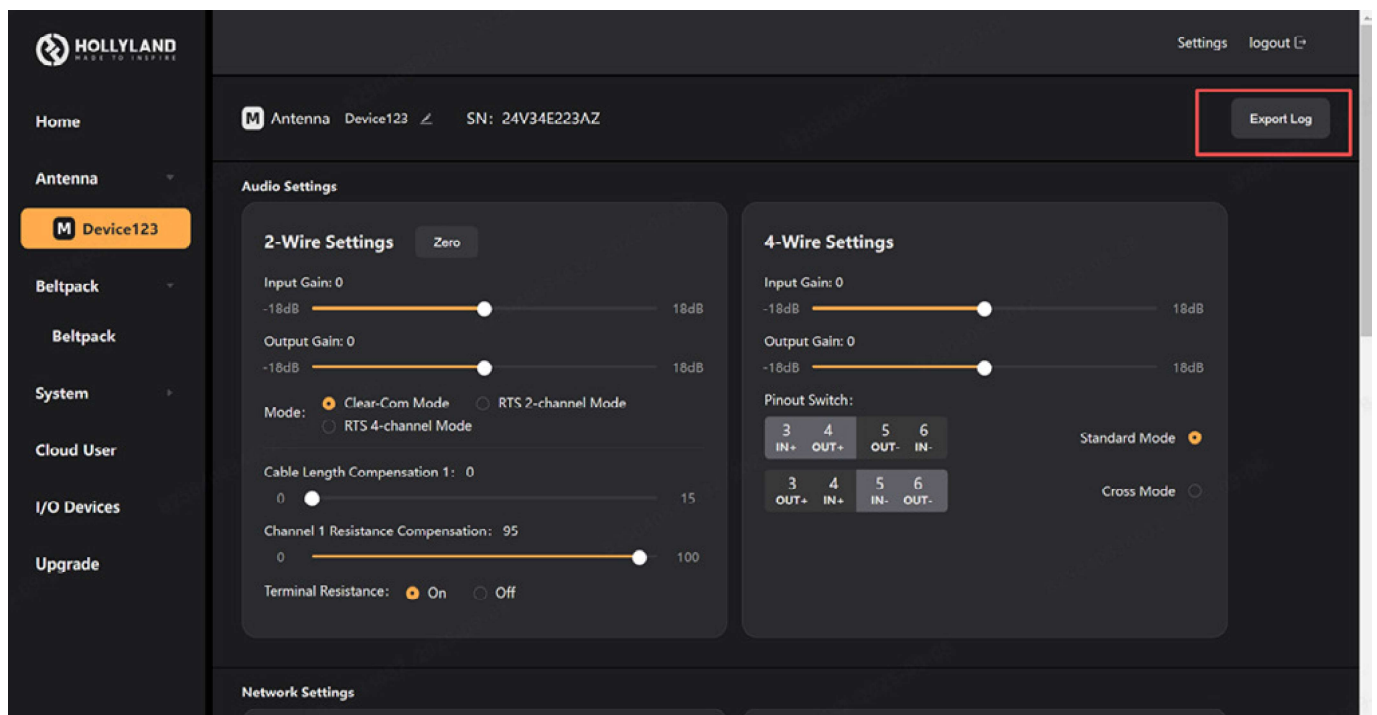 HOLLYLAND
MADE TO INSPIRE
Settings logout
Home
Antenna
M Device123
Beltpack
Beltpack
System
Cloud User
I/O Devices
Upgrade
M Antenna Device123 SN: 24V34E223AZ
Export Log
Audio Settings
2-Wire Settings Zero
Input Gain: 0
-18dB 18dB
Output Gain: 0
-18dB 18dB
Mode: Clear-Com Mode RTS 2-channel Mode
RTS 4-channel Mode
Cable Length Compensation 1: 0
0 15
Channel 1 Resistance Compensation: 95
0 100
Terminal Resistance: On Off
4-Wire Settings
Input Gain: 0
-18dB 18dB
Output Gain: 0
-18dB 18dB
Pinout Switch:
3 4 5 6
IN+ OUT+ OUT- IN-
Standard Mode
3 4 5 6
OUT+ IN+ IN- OUT-
Cross Mode
Network Settings